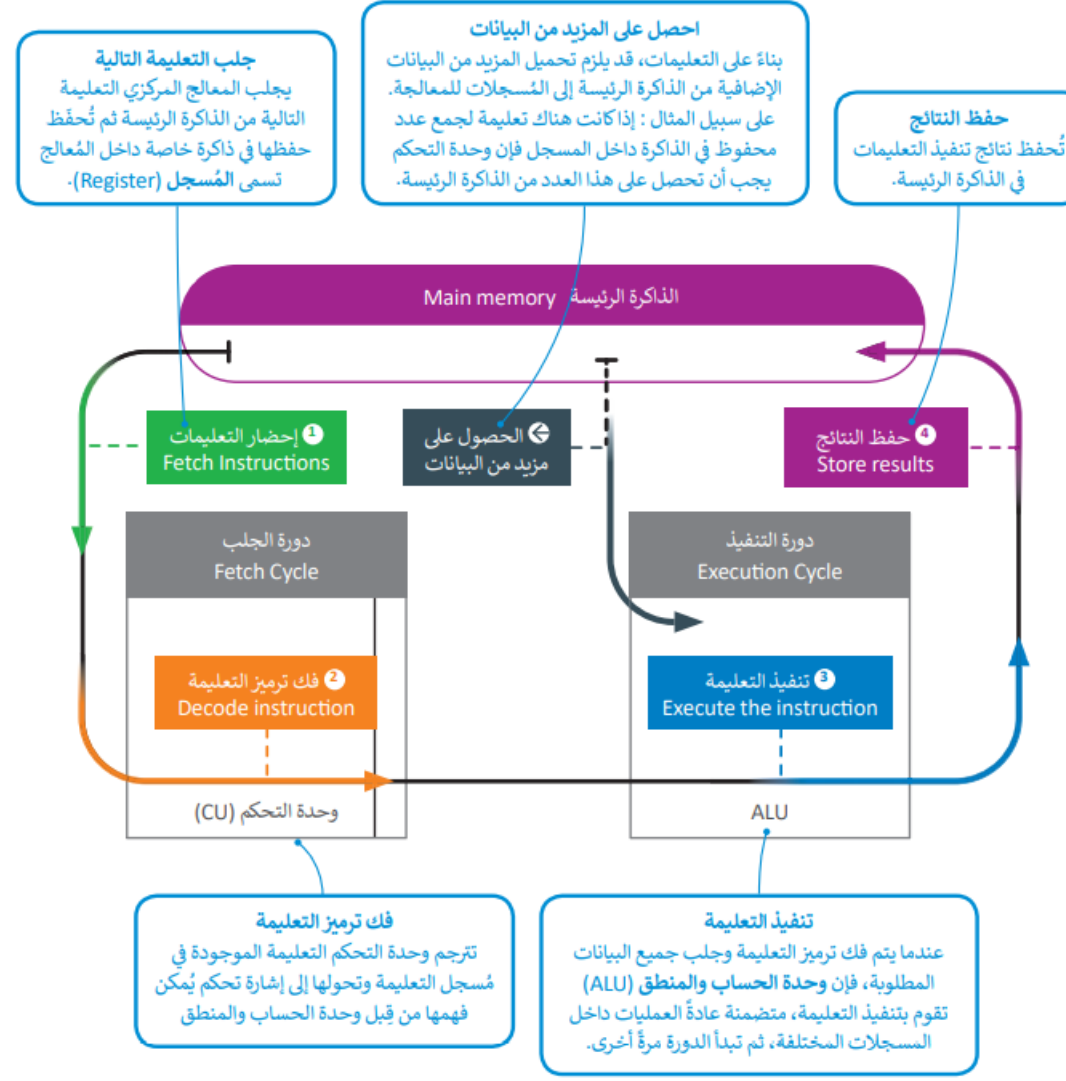 احصل على المزيد من البيانات
بناءً على التعليمات، قد يلزم تحميل المزيد من البيانات
الإضافية من الذاكرة الرئيسة إلى المُسجلات للمعالجة.
على سبيل المثال : إذا كانت هناك تعليمة لجمع عدد
محفوظ في الذاكرة داخل المسجل فإن وحدة التحكم
يجب أن تحصل على هذا العدد من الذاكرة الرئيسة.
جلب التعليمة التالية
يجلب المعالج المركزي التعليمة
التالية من الذاكرة الرئيسة ثم تُحفَظ
حفظها في ذاكرة خاصة داخل المُعالج
تسمى المُسجل (Register).
حفظ النتائج
تُحفظ نتائج تنفيذ التعليمات
في الذاكرة الرئيسة.
الذاكرة الرئيسة Main memory
1 إحضار التعليمات
Fetch Instructions
الحصول على
مزيد من البيانات
4 حفظ النتائج
Store results
دورة الجلب
Fetch Cycle
دورة التنفيذ
Execution Cycle
2 فك ترميز التعليمة
Decode instruction
3 تنفيذ التعليمة
Execute the instruction
وحدة التحكم (CU)
ALU
فك ترميز التعليمة
تترجم وحدة التحكم التعليمة الموجودة في
مُسجل التعليمة وتحولها إلى إشارة تحكم يُمكن
فهمها من قِبل وحدة الحساب والمنطق
تنفيذ التعليمة
عندما يتم فك ترميز التعليمة وجلب جميع البيانات
المطلوبة، فإن وحدة الحساب والمنطق (ALU)
تقوم بتنفيذ التعليمة، متضمنة عادةً العمليات داخل
المسجلات المختلفة، ثم تبدأ الدورة مرةً أخرى.